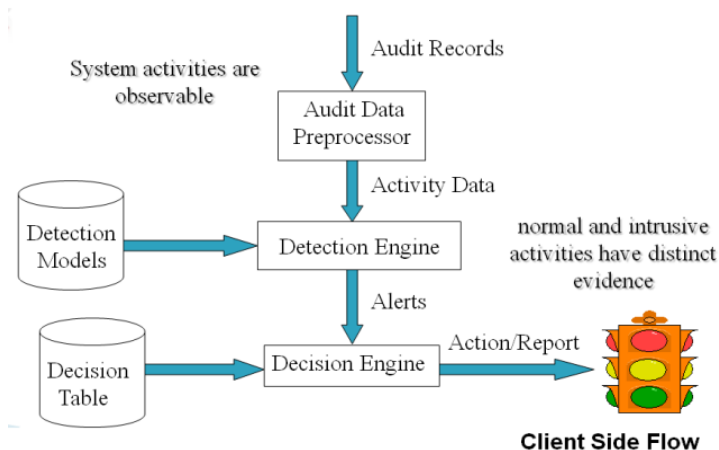 Audit Records
System activities are
observable
Audit Data
Preprocessor
Activity Data
Detection
Models
Detection Engine
normal and intrusive
activities have distinct
evidence
Alerts
Decision
Table
Decision Engine
Action/Report
Client Side Flow